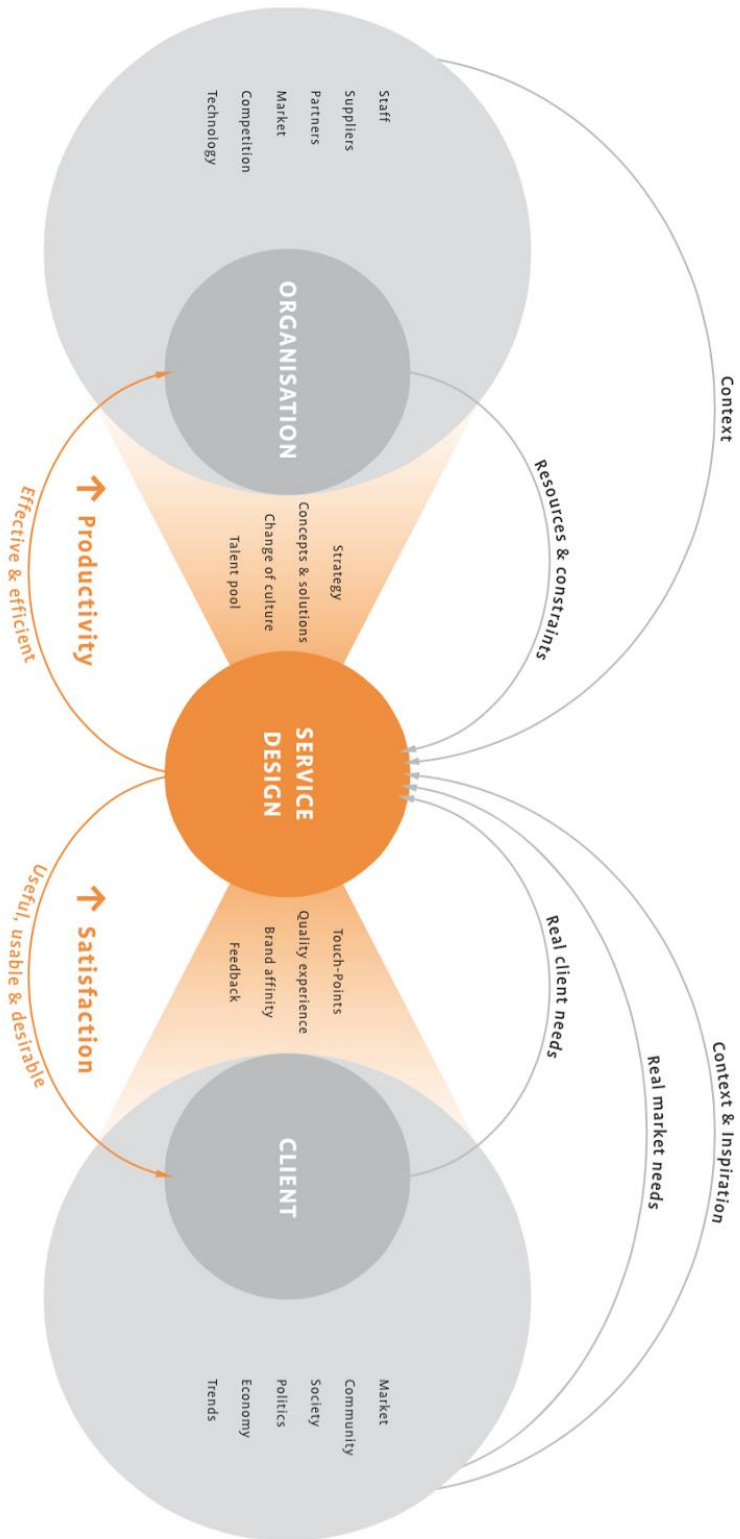 Context
Context & Inspiration
Real market needs
Resources & constraints
Real client needs
Staff
Suppliers
Partners
Market
Competition
Technology
ORGANISATION
Strategy
Concepts & solutions
Change of culture
Talent pool
SERVICE
DESIGN
Touch-Points
Quality experience
Brand affinity
Feedback
CLIENT
Market
Community
Society
Politics
Economy
Trends
↑ Productivity
Effective & efficient
↑ Satisfaction
Useful, usable & desirable